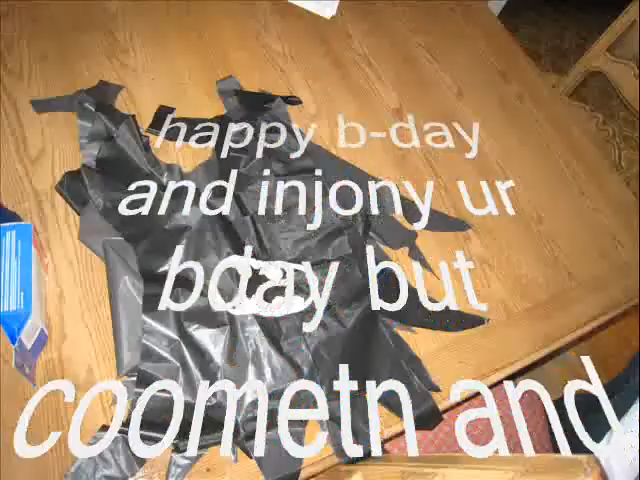 happy b-day
and injony ur
bday but
coometn and